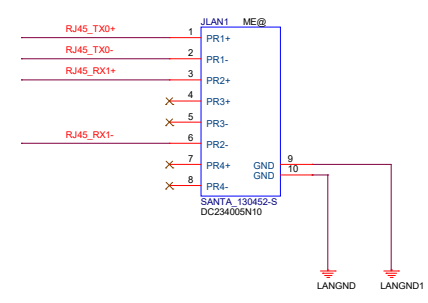 JLAN1 ME@
RJ45_TX0+ 1 PR1+
RJ45_TX0- 2 PR1-
RJ45_RX1+ 3 PR2+
4 PR3+
5 PR3-
RJ45_RX1- 6 PR2-
7 PR4+ GND 9
8 PR4- GND 10
SANTA_130452-S
DC234005N10
LANGND LANGND1